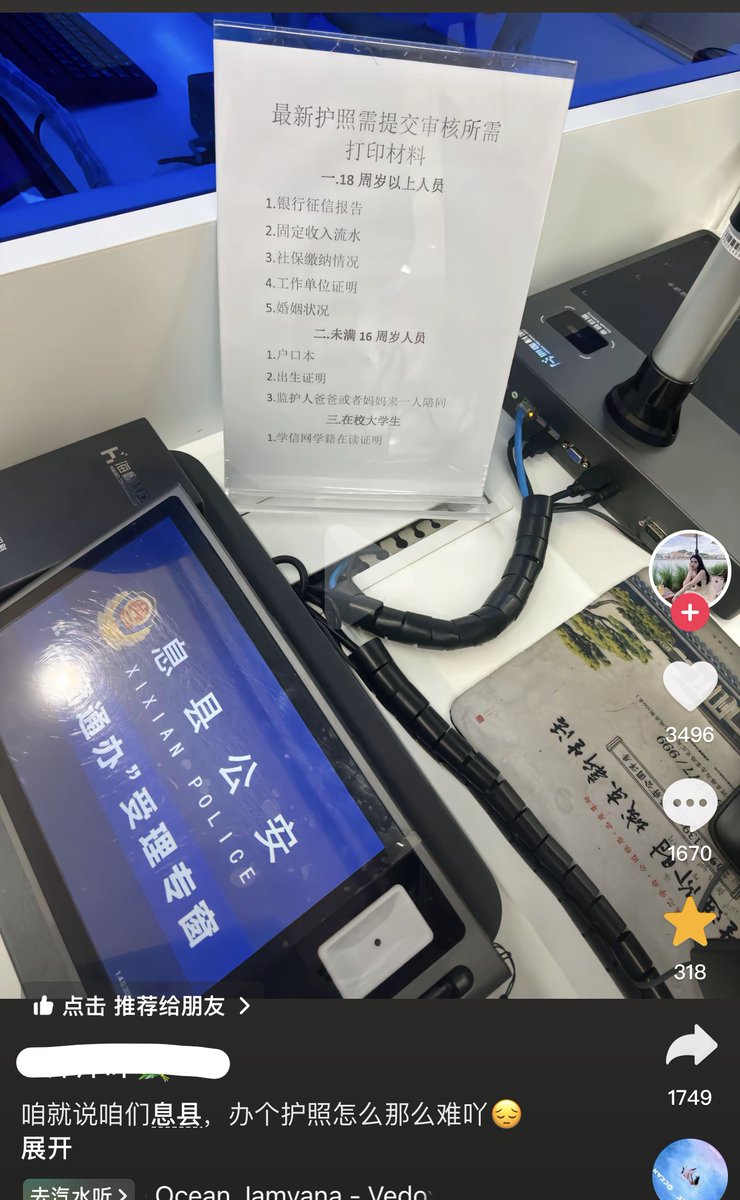 最新护照需提交审核所需
打印材料
一.18 周岁以上人员
1.银行征信报告
2.固定收入流水
3.社保缴纳情况
4.工作单位证明
5.婚姻状况
二.未满 16 周岁人员
1.户口本
2.出生证明
3.监护人爸爸或者妈妈来一人陪同
三.在校大学生
1.学信网学籍在读证明
息县公安
XIXIAN POLICE
通办”受理专窗
3496
1670
318
1749
点击 推荐给朋友 >
咱就说咱们息县，办个护照怎么那么难吖😔
展开
去汽水听 >
Ocean Jamvana - Vedo